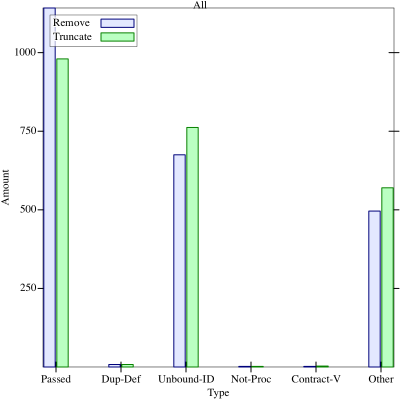 All
Remove
Truncate
1000
750
500
250
Amount
Passed Dup-Def Unbound-ID Not-Proc Contract-V Other
Type